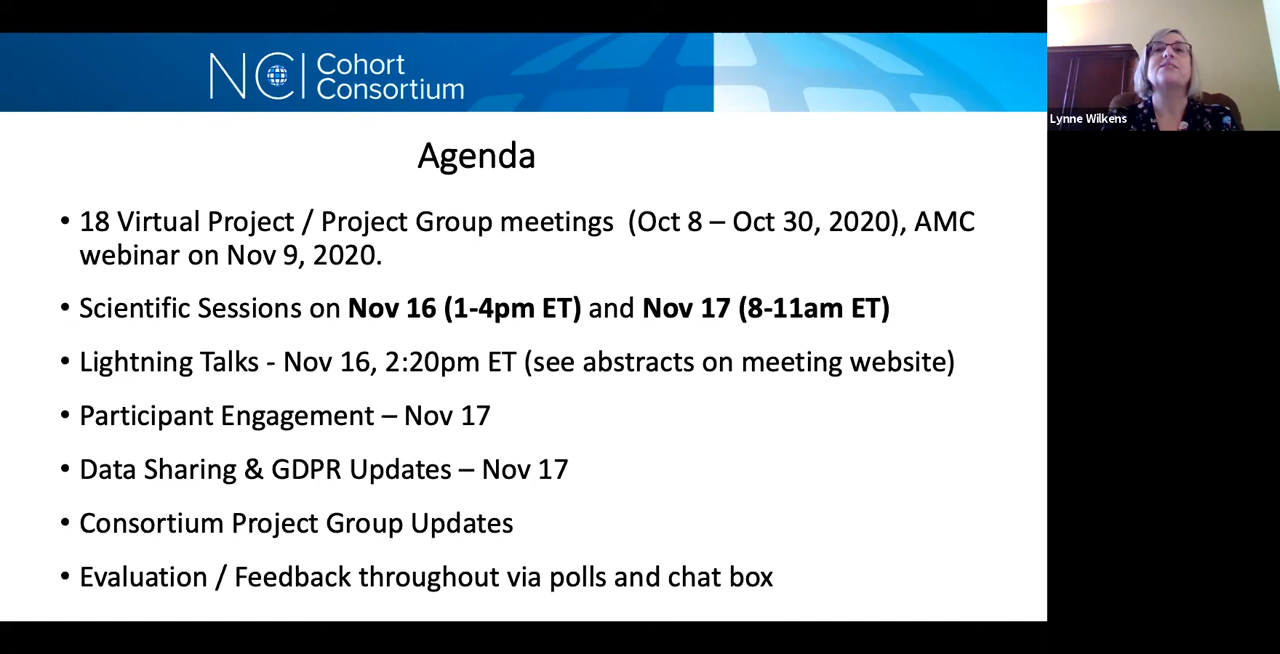 NCI Cohort
Consortium
Lynne Wilkens
Agenda
• 18 Virtual Project / Project Group meetings (Oct 8 – Oct 30, 2020), AMC
webinar on Nov 9, 2020.
• Scientific Sessions on Nov 16 (1-4pm ET) and Nov 17 (8-11am ET)
• Lightning Talks - Nov 16, 2:20pm ET (see abstracts on meeting website)
• Participant Engagement – Nov 17
• Data Sharing & GDPR Updates – Nov 17
• Consortium Project Group Updates
• Evaluation / Feedback throughout via polls and chat box